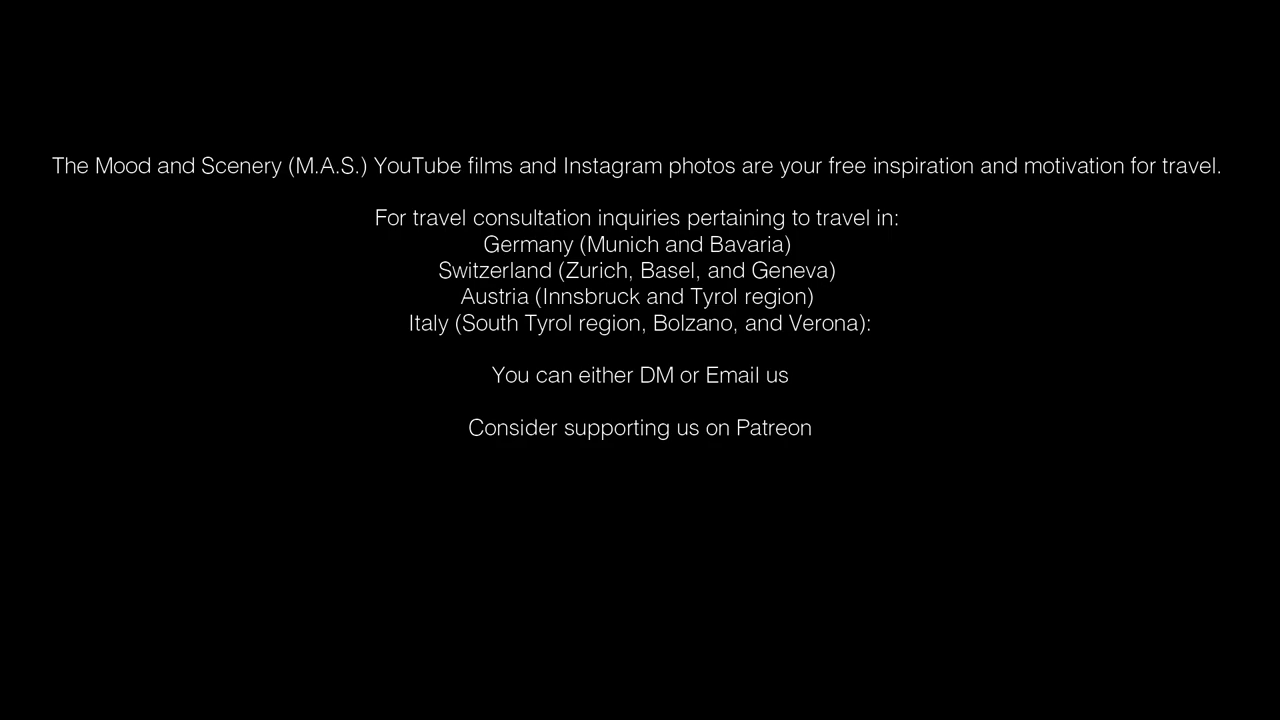 The Mood and Scenery (M.A.S.) YouTube films and Instagram photos are your free inspiration and motivation for travel.
For travel consultation inquiries pertaining to travel in:
Germany (Munich and Bavaria)
Switzerland (Zurich, Basel, and Geneva)
Austria (Innsbruck and Tyrol region)
Italy (South Tyrol region, Bolzano, and Verona):
You can either DM or Email us
Consider supporting us on Patreon